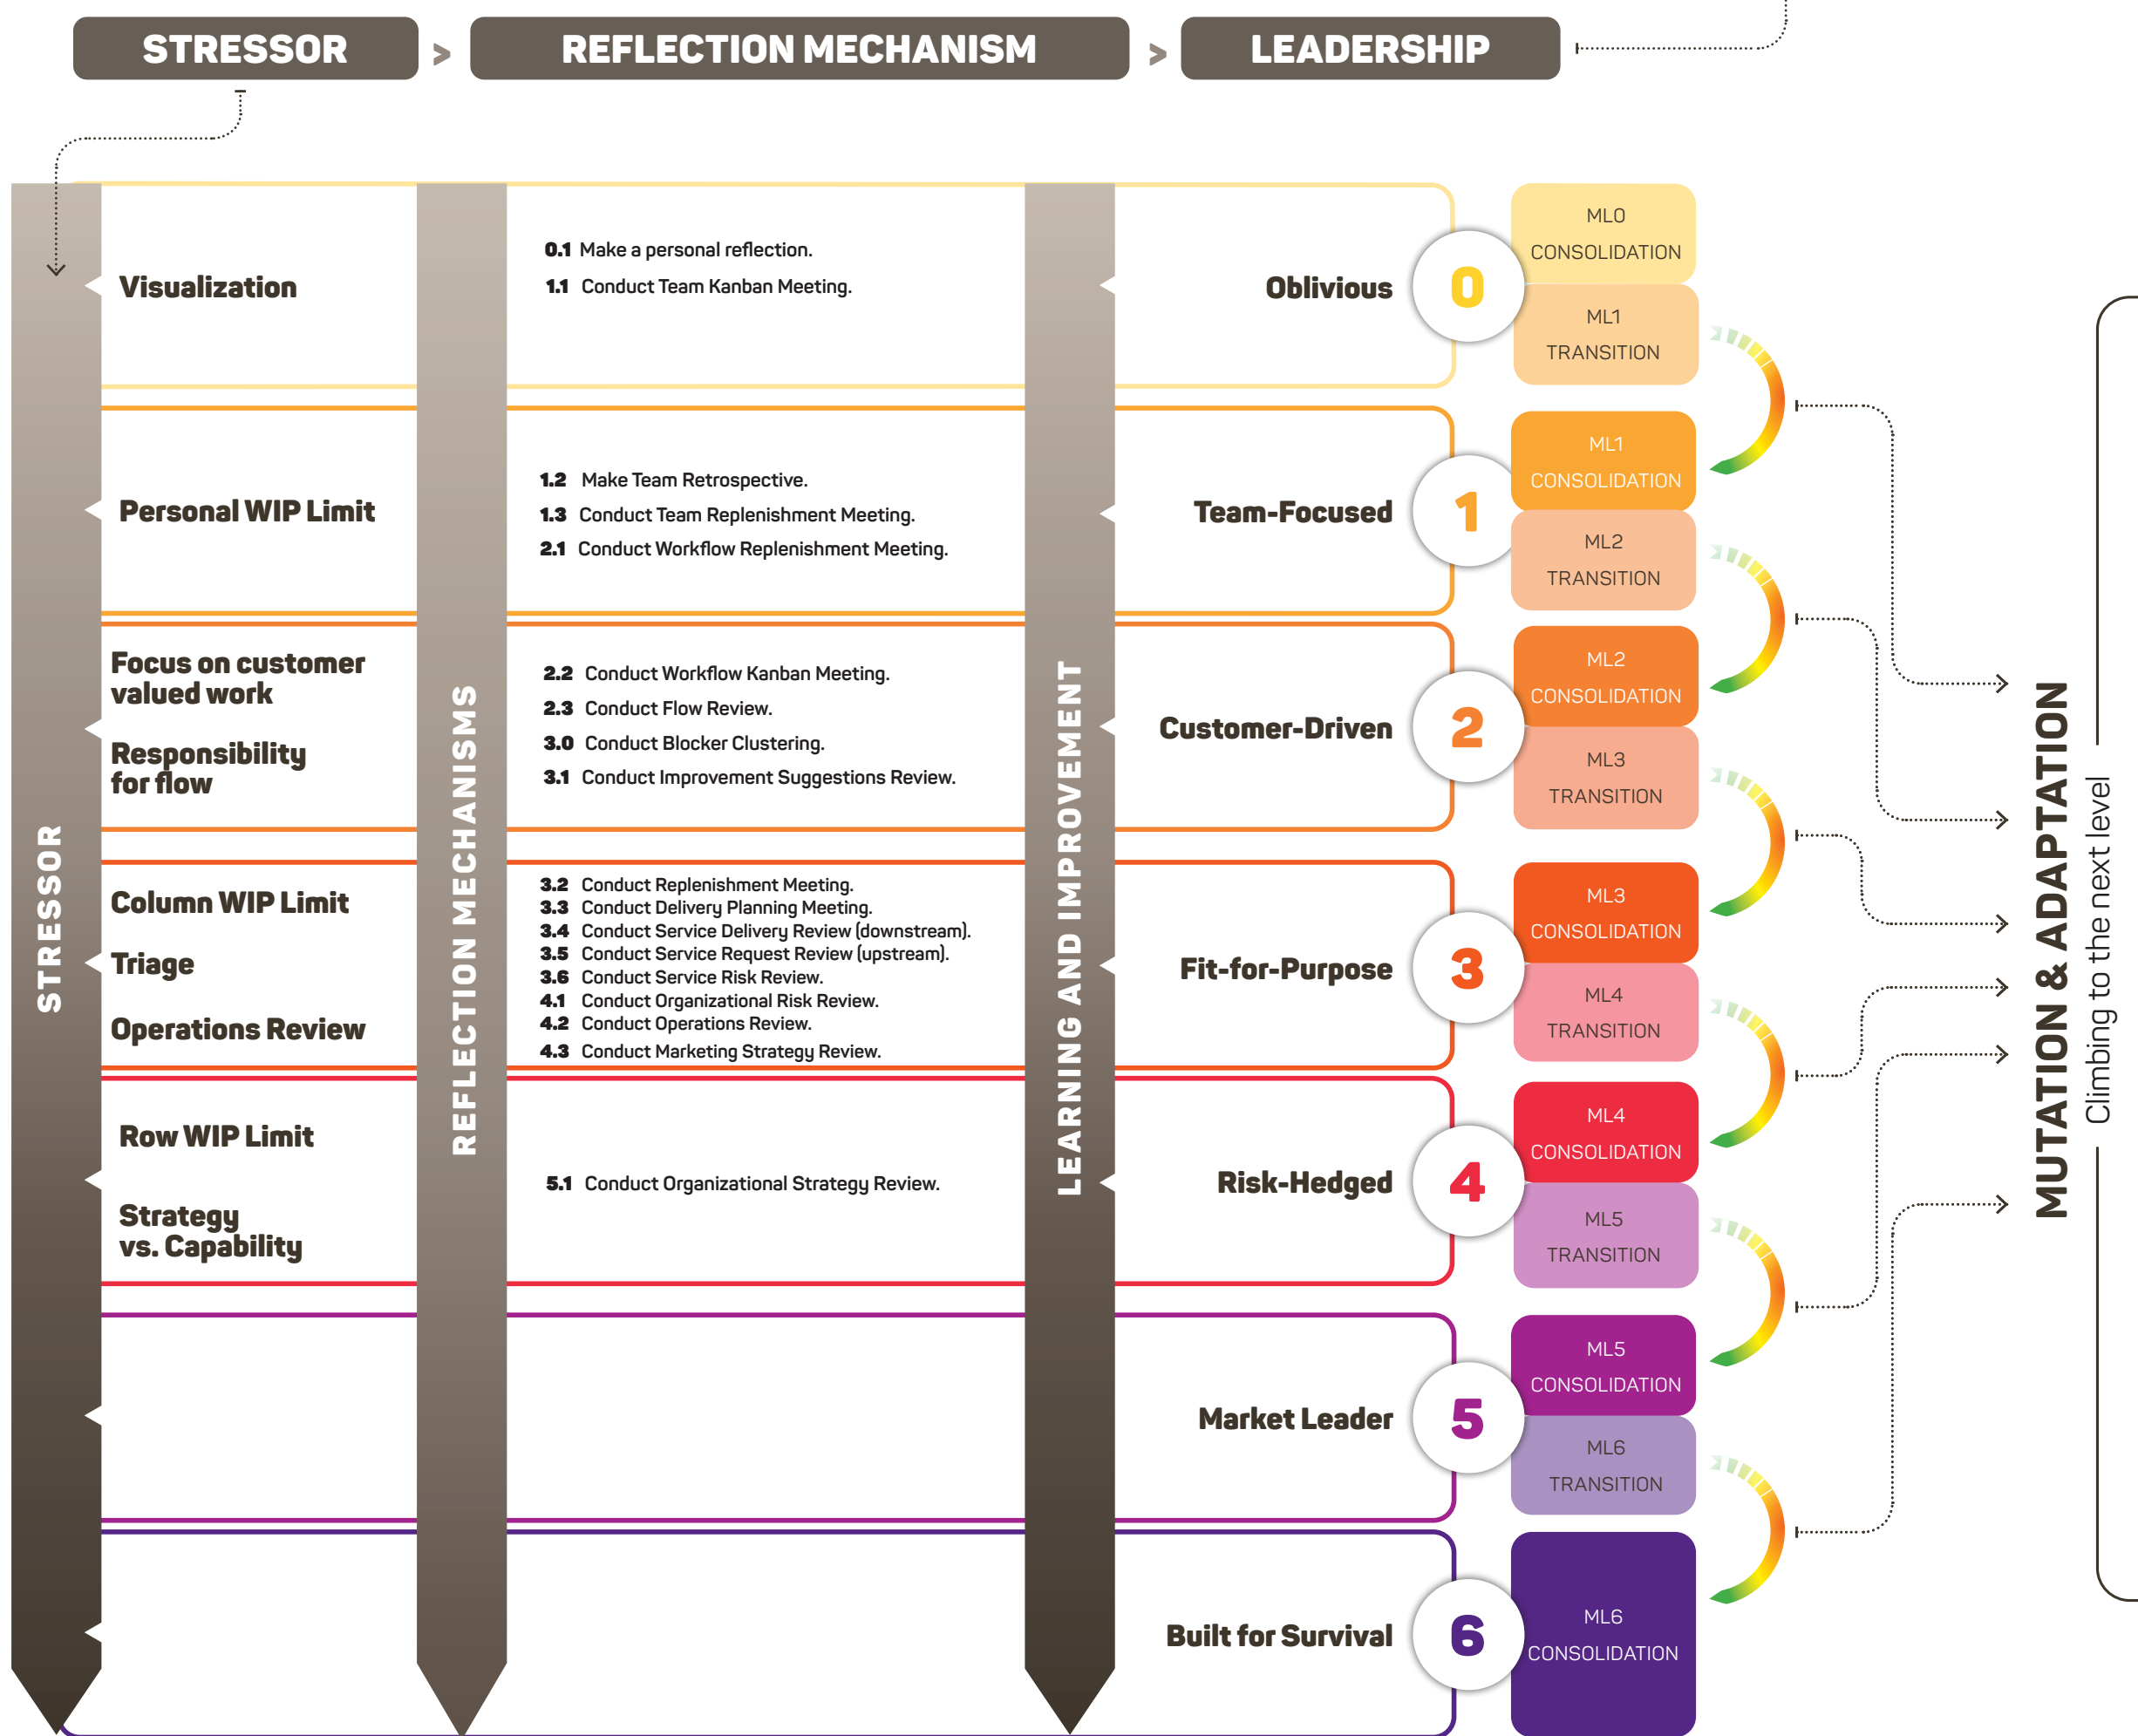 STRESSOR > REFLECTION MECHANISM > LEADERSHIP
STRESSOR
REFLECTION MECHANISMS
LEARNING AND IMPROVEMENT
Visualization
0.1 Make a personal reflection.
1.1 Conduct Team Kanban Meeting.
Oblivious
0
ML0
CONSOLIDATION
ML1
TRANSITION
Personal WIP Limit
1.2 Make Team Retrospective.
1.3 Conduct Team Replenishment Meeting.
2.1 Conduct Workflow Replenishment Meeting.
Team-Focused
1
ML1
CONSOLIDATION
ML2
TRANSITION
Focus on customer
valued work
Responsibility
for flow
2.2 Conduct Workflow Kanban Meeting.
2.3 Conduct Flow Review.
3.0 Conduct Blocker Clustering.
3.1 Conduct Improvement Suggestions Review.
Customer-Driven
2
ML2
CONSOLIDATION
ML3
TRANSITION
Column WIP Limit
Triage
Operations Review
3.2 Conduct Replenishment Meeting.
3.3 Conduct Delivery Planning Meeting.
3.4 Conduct Service Delivery Review (downstream).
3.5 Conduct Service Request Review (upstream).
3.6 Conduct Service Risk Review.
4.1 Conduct Organizational Risk Review.
4.2 Conduct Operations Review.
4.3 Conduct Marketing Strategy Review.
Fit-for-Purpose
3
ML3
CONSOLIDATION
ML4
TRANSITION
Row WIP Limit
Strategy
vs. Capability
5.1 Conduct Organizational Strategy Review.
Risk-Hedged
4
ML4
CONSOLIDATION
ML5
TRANSITION
Market Leader
5
ML5
CONSOLIDATION
ML6
TRANSITION
Built for Survival
6
ML6
CONSOLIDATION
MUTATION & ADAPTATION
Climbing to the next level